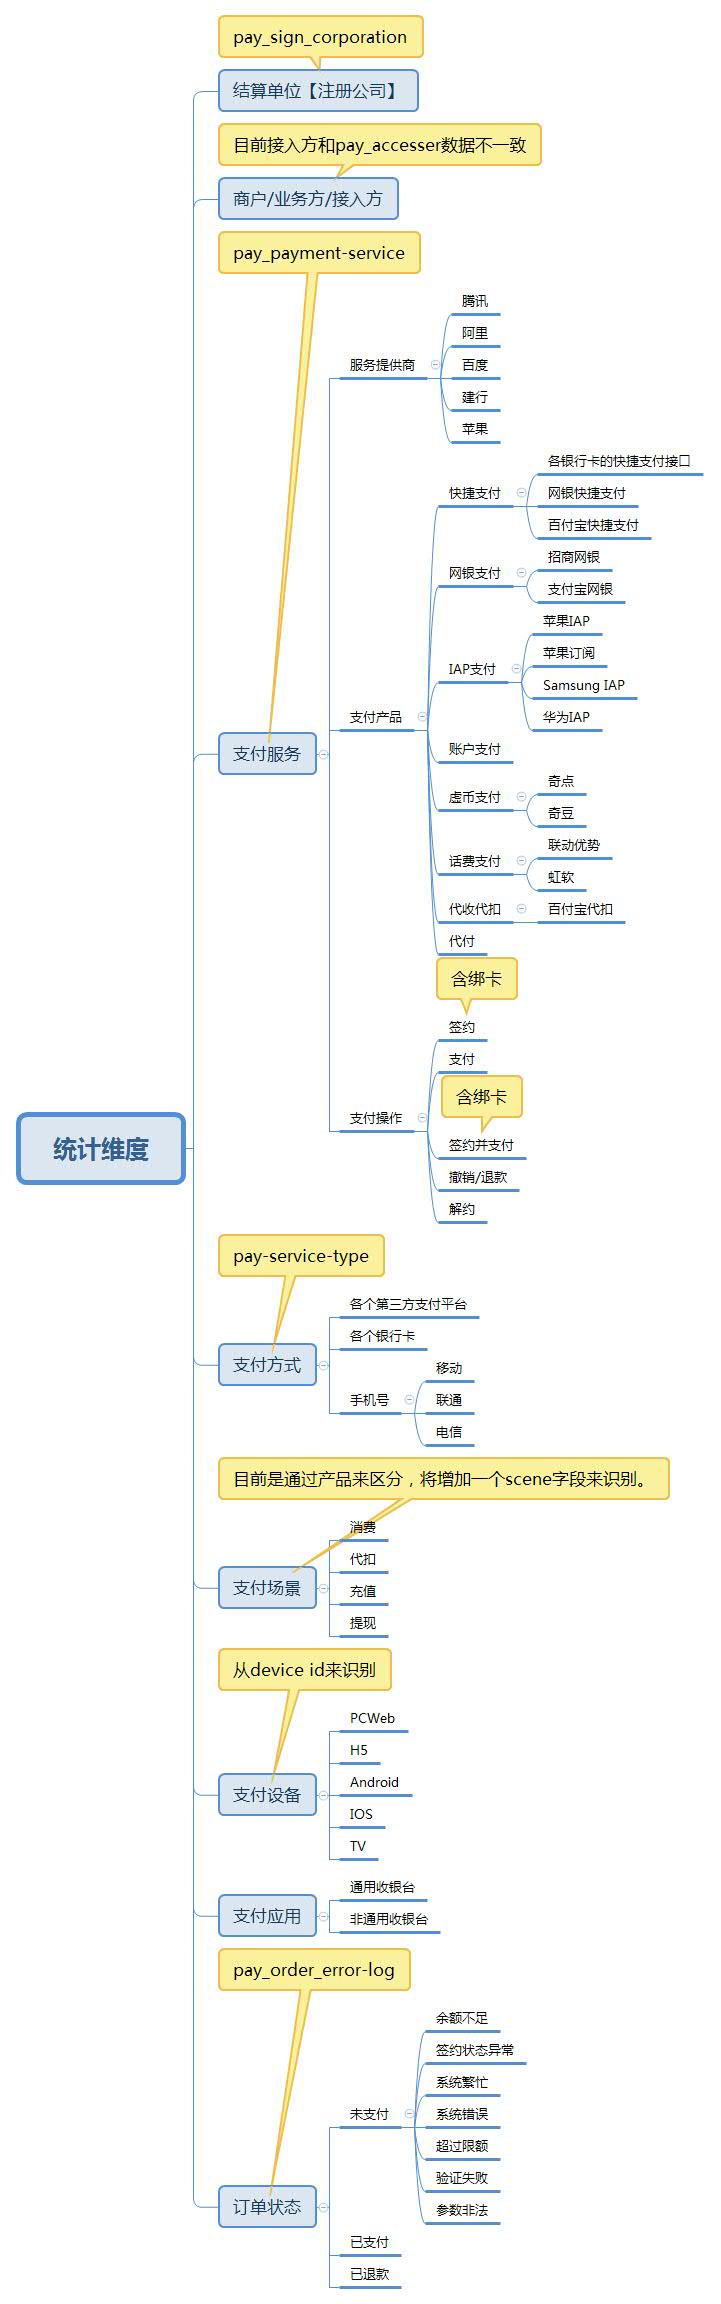 pay_sign_corporation
结算单位【注册公司】
目前接入方和pay_accesser数据不一致
商户/业务方/接入方
pay_payment-service
腾讯
阿里
服务提供商
百度
建行
苹果
各银行卡的快捷支付接口
快捷支付
网银快捷支付
百付宝快捷支付
招商网银
网银支付
支付宝网银
苹果IAP
苹果订阅
IAP支付
Samsung IAP
华为IAP
支付产品
账户支付
支付服务
奇点
虚币支付
奇豆
联动优势
话费支付
虹软
代收代扣
百付宝代扣
代付
含绑卡
签约
支付
含绑卡
支付操作
签约并支付
撤销/退款
解约
统计维度
pay-service-type
各个第三方支付平台
各个银行卡
支付方式
移动
手机号
联通
电信
目前是通过产品来区分，将增加一个scene字段来识别。
消费
代扣
支付场景
充值
提现
从device id来识别
PCWeb
H5
Android
支付设备
IOS
TV
通用收银台
支付应用
非通用收银台
pay_order_error-log
余额不足
签约状态异常
系统繁忙
未支付
系统错误
超过限额
验证失败
参数非法
订单状态
已支付
已退款